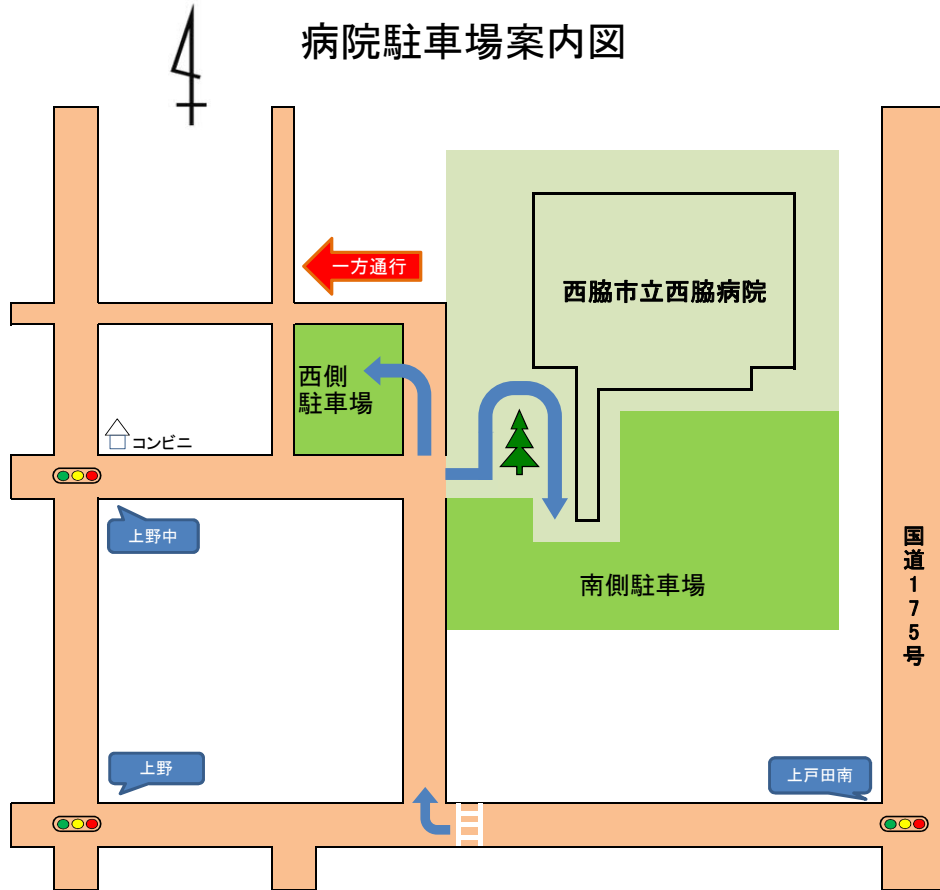 病院駐車場案内図
一方通行
西脇市立西脇病院
西側
駐車場
コンビニ
上野中
国道175号
南側駐車場
上野
上戸田南